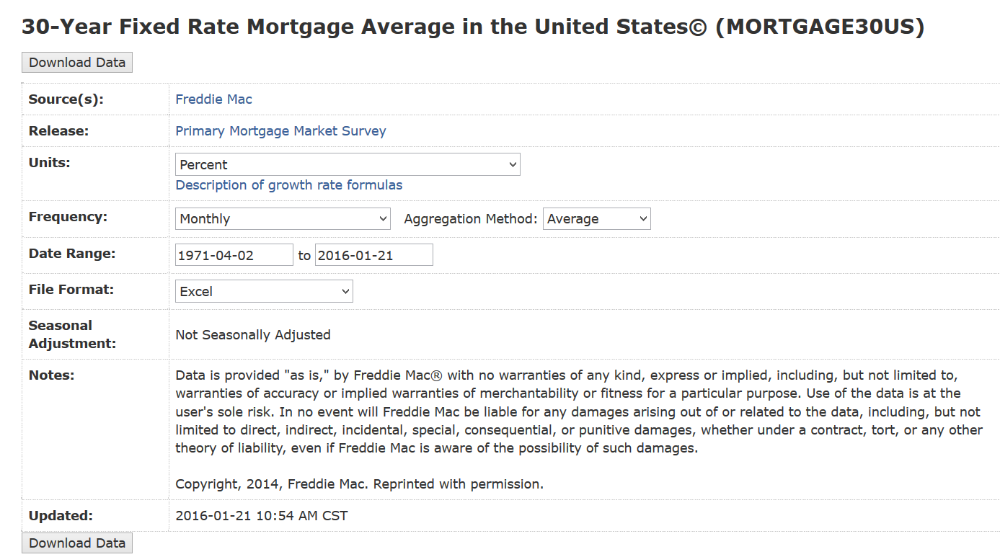 30-Year Fixed Rate Mortgage Average in the United States© (MORTGAGE30US)
Download Data
Source(s): Freddie Mac
Release: Primary Mortgage Market Survey
Units: Percent
Description of growth rate formulas
Frequency: Monthly Aggregation Method: Average
Date Range: 1971-04-02 to 2016-01-21
File Format: Excel
Seasonal
Adjustment:
Not Seasonally Adjusted
Notes: Data is provided "as is," by Freddie Mac® with no warranties of any kind, express or implied, including, but not limited to,
warranties of accuracy or implied warranties of merchantability or fitness for a particular purpose. Use of the data is at the
user's sole risk. In no event will Freddie Mac be liable for any damages arising out of or related to the data, including, but not
limited to direct, indirect, incidental, special, consequential, or punitive damages, whether under a contract, tort, or any other
theory of liability, even if Freddie Mac is aware of the possibility of such damages.
Copyright, 2014, Freddie Mac. Reprinted with permission.
Updated: 2016-01-21 10:54 AM CST
Download Data